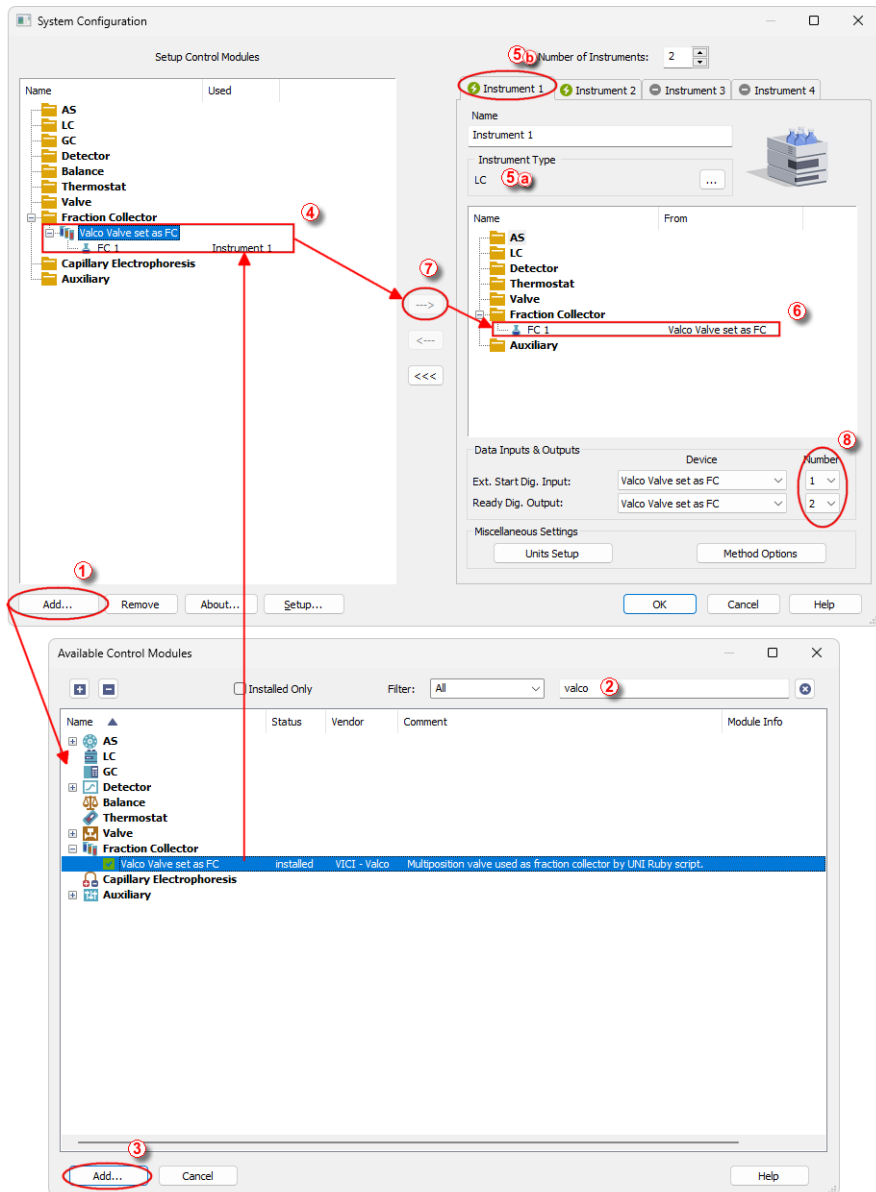 System Configuration
Setup Control Modules
5 b Number of Instruments: 2
Name Used
AS
LC
GC
Detector
Balance
Thermostat
Valve
Fraction Collector
Valco Valve set as FC
FC 1 Instrument 1
Capillary Electrophoresis
Auxiliary
4
7
--->
<---
<<<
Instrument 1 Instrument 2 Instrument 3 Instrument 4
Name
Instrument 1
Instrument Type
LC 5 a ...
Name From
AS
LC
Detector
Thermostat
Valve
Fraction Collector
6
FC 1 Valco Valve set as FC
Auxiliary
8
Data Inputs & Outputs
Device Number
Ext. Start Dig. Input: Valco Valve set as FC 1
Ready Dig. Output: Valco Valve set as FC 2
Miscellaneous Settings
Units Setup Method Options
1
Add... Remove About... Setup... OK Cancel Help
Available Control Modules
Installed Only Filter: All valco 2
Name Status Vendor Comment Module Info
AS
LC
GC
Detector
Balance
Thermostat
Valve
Fraction Collector
Valco Valve set as FC installed VICI - Valco Multiposition valve used as fraction collector by UNI Ruby script.
Capillary Electrophoresis
Auxiliary
3
Add... Cancel Help